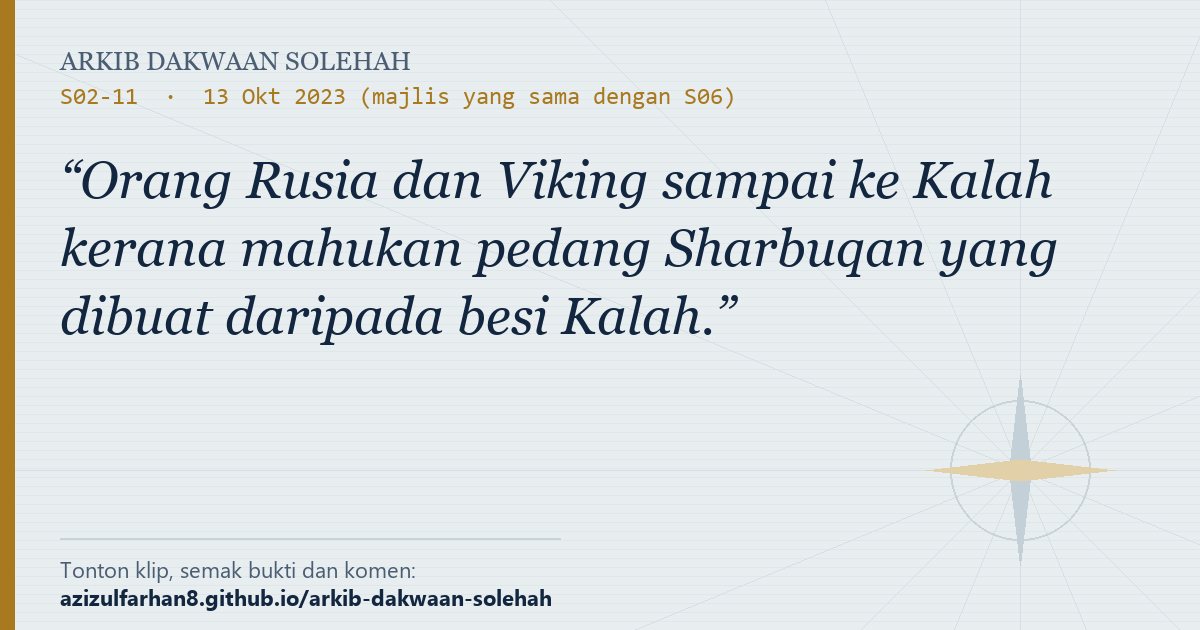 ARKIB DAKWAAN SOLEHAH
S02-11 · 13 Okt 2023 (majlis yang sama dengan S06)
“Orang Rusia dan Viking sampai ke Kalah
kerana mahukan pedang Sharbuqan yang
dibuat daripada besi Kalah.”
Tonton klip, semak bukti dan komen:
azizulfarhan8.github.io/arkib-dakwaan-solehah